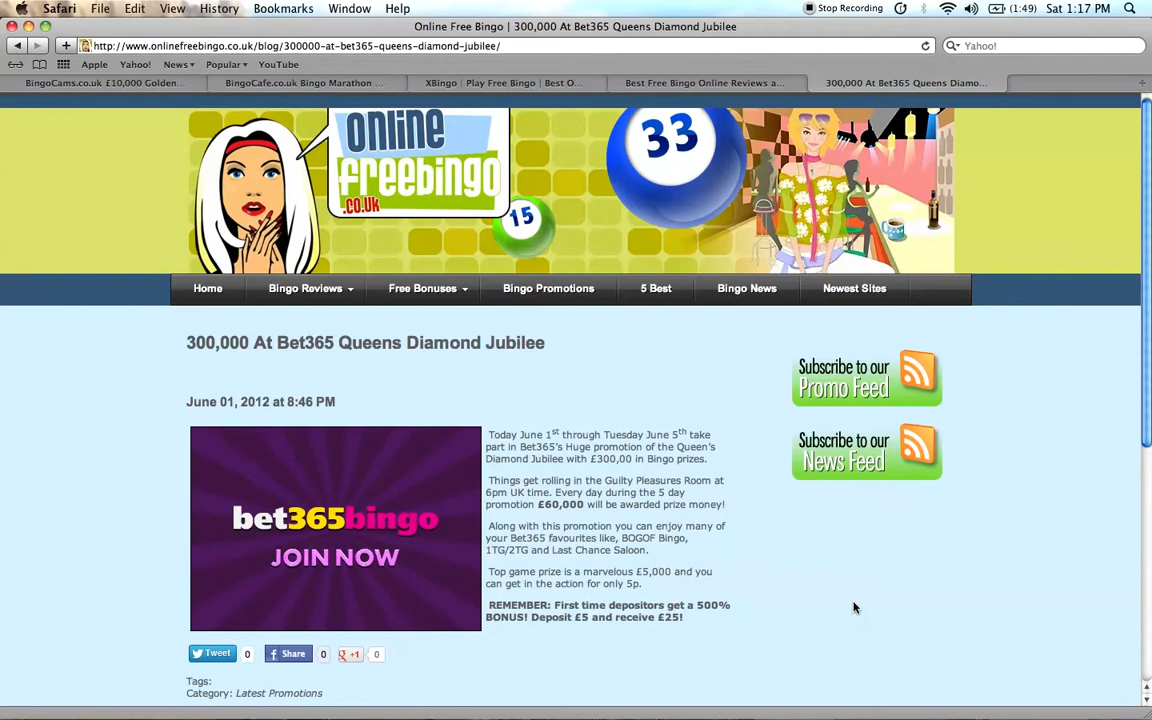 Safari File Edit View History Bookmarks Window Help Stop Recording (1:49) Sat 1:17 PM
Online Free Bingo | 300,000 At Bet365 Queens Diamond Jubilee
http://www.onlinefreebingo.co.uk/blog/300000-at-bet365-queens-diamond-jubilee/ Yahoo!
Apple Yahoo! News Popular YouTube
BingoCams.co.uk £10,000 Golden... BingoCafe.co.uk Bingo Marathon ... XBingo | Play Free Bingo | Best O... Best Free Bingo Online Reviews a... 300,000 At Bet365 Queens Diamo...
online
freebingo
.co.uk
15
33
Home Bingo Reviews Free Bonuses Bingo Promotions 5 Best Bingo News Newest Sites
300,000 At Bet365 Queens Diamond Jubilee
June 01, 2012 at 8:46 PM
bet365bingo
JOIN NOW
Today June 1st through Tuesday June 5th take
part in Bet365's Huge promotion of the Queen's
Diamond Jubilee with £300,00 in Bingo prizes.
Things get rolling in the Guilty Pleasures Room at
6pm UK time. Every day during the 5 day
promotion £60,000 will be awarded prize money!
Along with this promotion you can enjoy many of
your Bet365 favourites like, BOGOF Bingo,
1TG/2TG and Last Chance Saloon.
Top game prize is a marvelous £5,000 and you
can get in the action for only 5p.
REMEMBER: First time depositors get a 500%
BONUS! Deposit £5 and receive £25!
Subscribe to our
Promo Feed
Subscribe to our
News Feed
Tweet 0 Share 0 +1 0
Tags:
Category: Latest Promotions